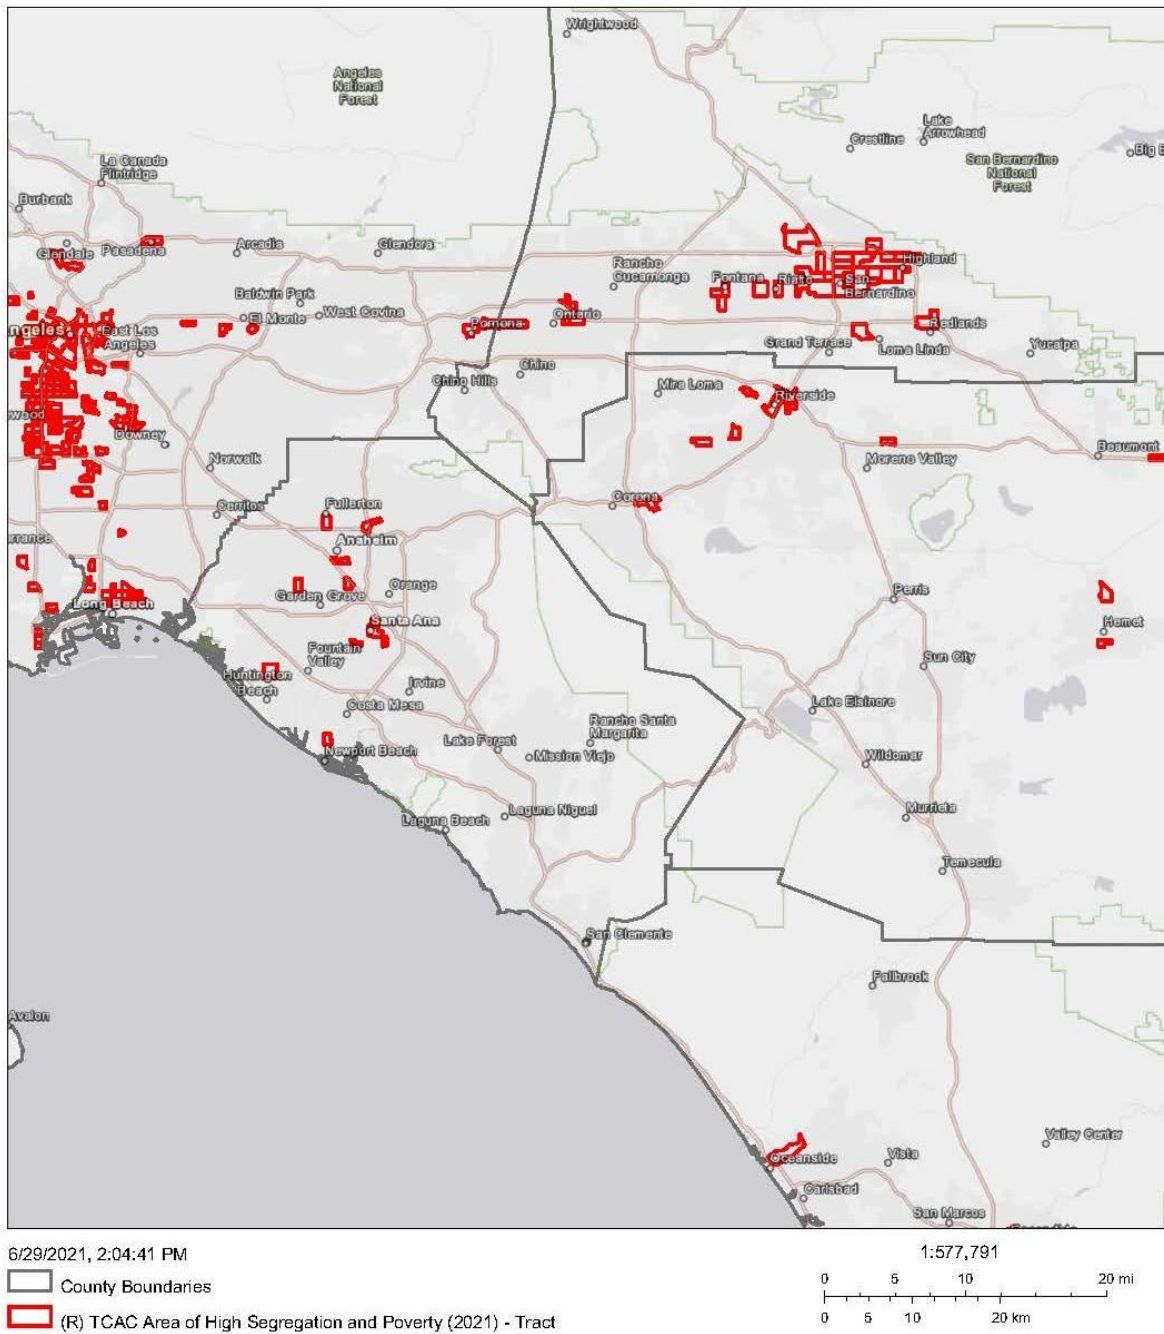 Wrightwood
Angeles
National
Forest
Lake
Arrowhead
Crestline
San Bernardino
National
Forest
Big B
La Canada
Flintridge
Burbank
Glendale
Pasadena
Arcadia
Glendora
Rancho
Cucamonga
Fontana
Rialto
San
Bernardino
Highland
Baldwin Park
El Monte
West Covina
Pomona
Ontario
Redlands
Angeles
East Los
Angeles
Grand Terrace
Loma Linda
Yucaipa
Chino
Chino Hills
Mira Loma
Riverside
wood
Downey
Norwalk
Moreno Valley
Beaumont
Cerritos
Fullerton
Corona
rrance
Anaheim
Orange
Garden Grove
Perris
Long Beach
Santa Ana
Hemet
Fountain
Valley
Sun City
Huntington
Beach
Irvine
Costa Mesa
Lake Elsinore
Rancho Santa
Margarita
Lake Forest
Newport Beach
Mission Viejo
Wildomar
Laguna Niguel
Laguna Beach
Murrieta
Temecula
San Clemente
Fallbrook
Avalon
Valley Center
Oceanside
Vista
Carlsbad
San Marcos
6/29/2021, 2:04:41 PM
1:577,791
County Boundaries
(R) TCAC Area of High Segregation and Poverty (2021) - Tract
0 5 10 20 mi
0 5 10 20 km